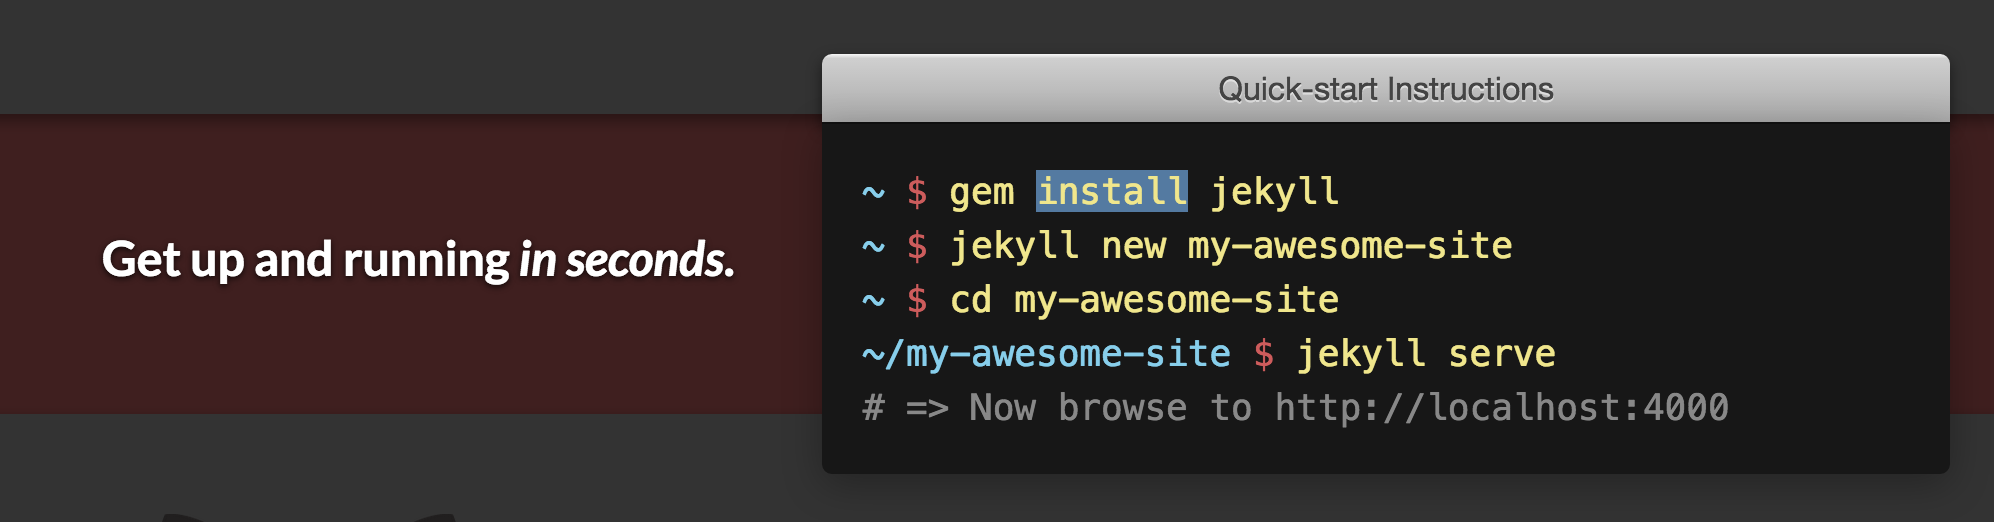 Quick-start Instructions
Get up and running in seconds.
~ $ gem install jekyll
~ $ jekyll new my-awesome-site
~ $ cd my-awesome-site
~/my-awesome-site $ jekyll serve
# => Now browse to http://localhost:4000